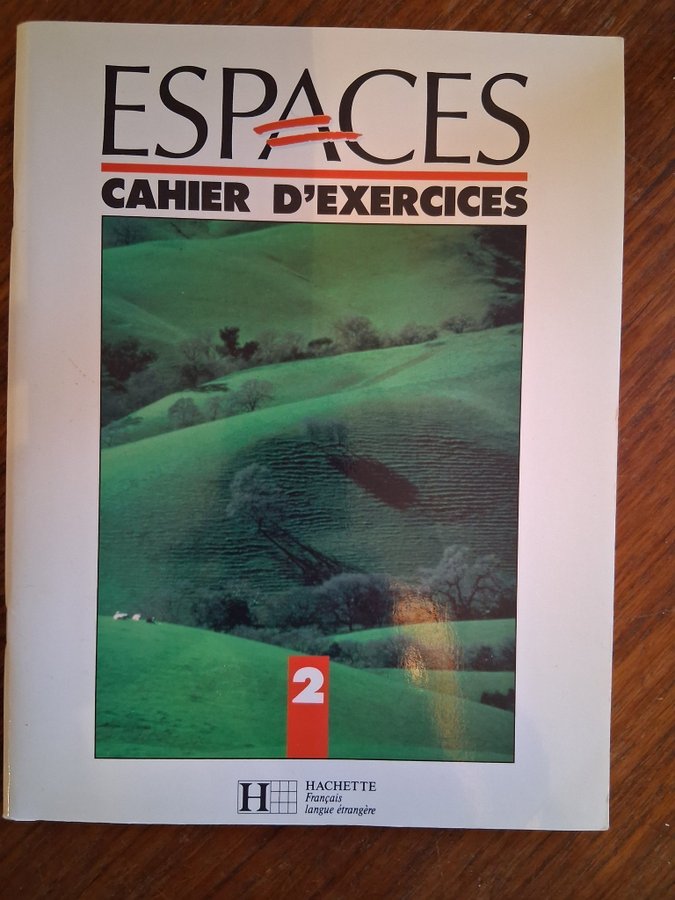 ESPACES
CAHIER D'EXERCICES
2
H HACHETTE
Français
langue étrangère